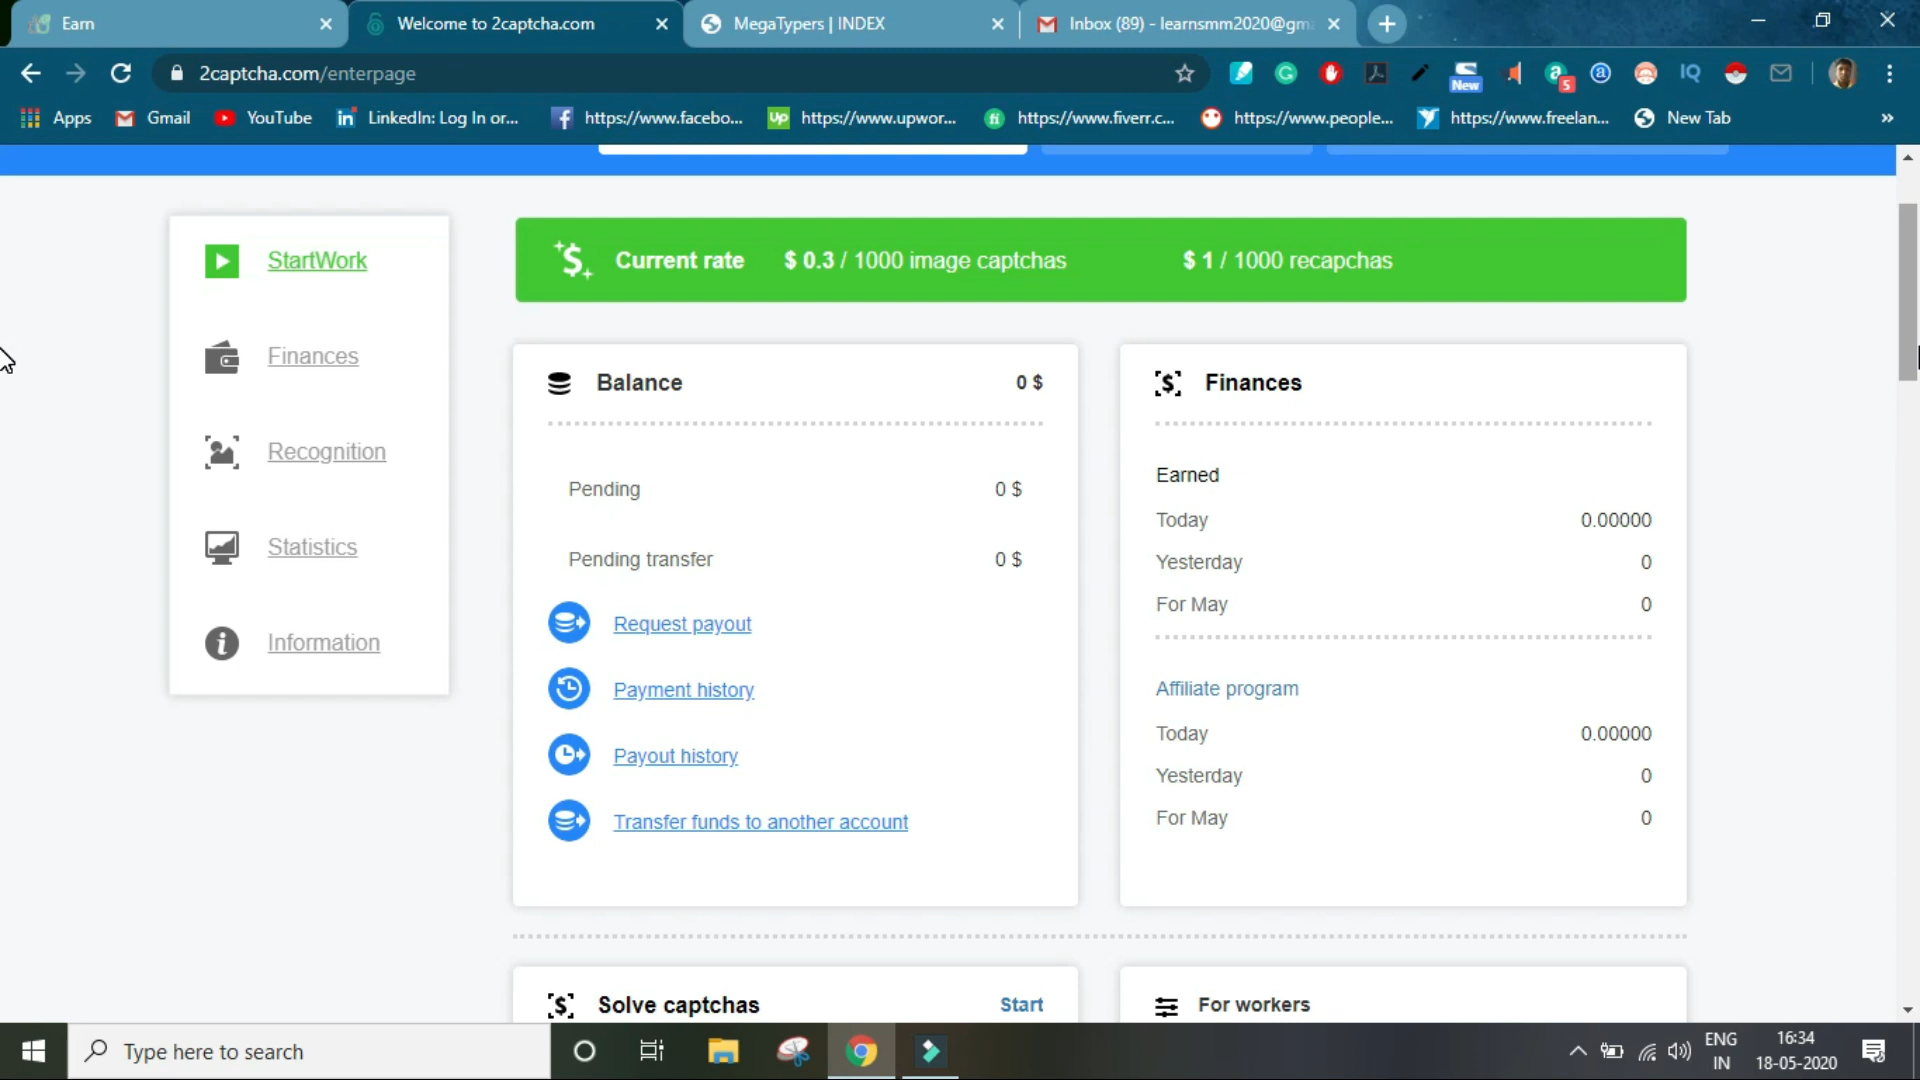 Earn
Welcome to 2captcha.com
MegaTypers | INDEX
Inbox (89) - learnsmm2020@gm
2captcha.com/enterpage
New
5
IQ
Apps
Gmail
YouTube
LinkedIn: Log In or...
https://www.facebo...
Up
https://www.upwor...
https://www.fiverr.c...
https://www.people...
https://www.freelan...
New Tab
»
StartWork
Finances
Recognition
Statistics
Information
Current rate $ 0.3 / 1000 image captchas $ 1 / 1000 recapchas
Balance 0 $
Pending 0 $
Pending transfer 0 $
Request payout
Payment history
Payout history
Transfer funds to another account
Finances
Earned
Today 0.00000
Yesterday 0
For May 0
Affiliate program
Today 0.00000
Yesterday 0
For May 0
Solve captchas Start
For workers
Type here to search
ENG
IN
16:34
18-05-2020